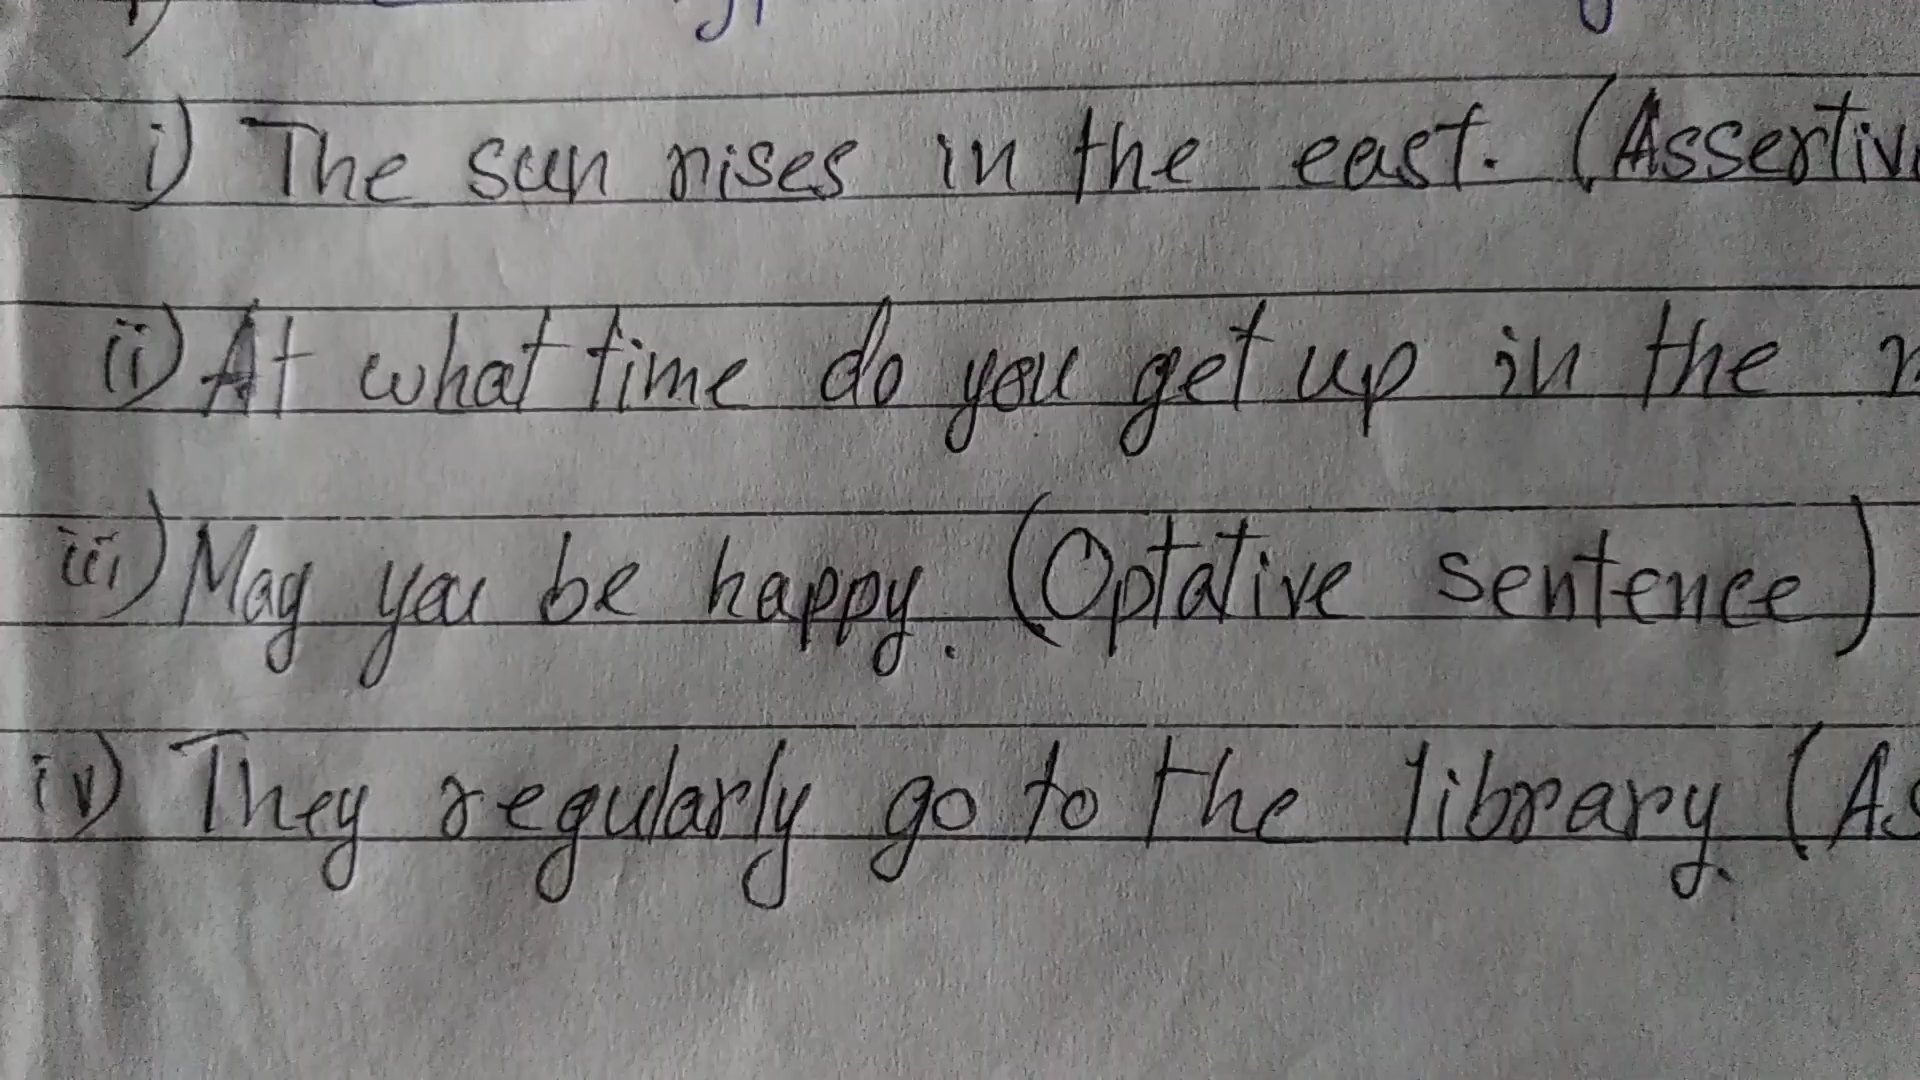 i) The sun rises in the east. (Assertiv
ii) At what time do you get up in the
iii) May you be happy. (Optative sentence)
iv) They regularly go to the library. (As